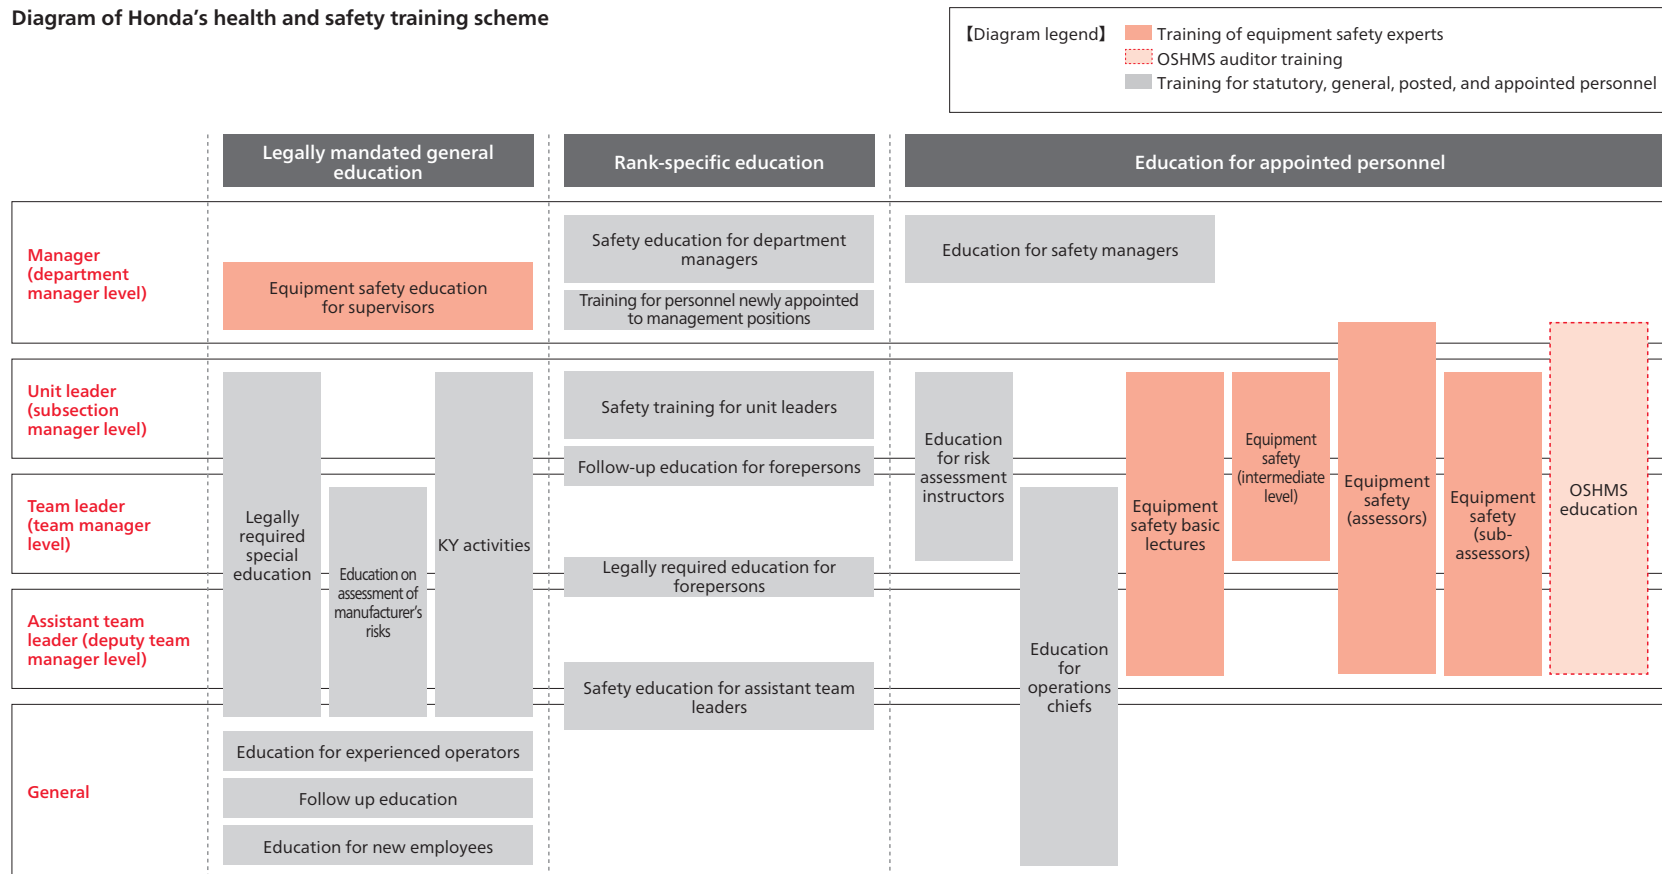 Diagram of Honda’s health and safety training scheme
【Diagram legend】
Training of equipment safety experts
OSHMS auditor training
Training for statutory, general, posted, and appointed personnel
Legally mandated general
education
Rank-specific education
Education for appointed personnel
Manager
(department
manager level)
Equipment safety education
for supervisors
Safety education for department
managers
Training for personnel newly appointed
to management positions
Education for safety managers
Unit leader
(subsection
manager level)
Safety training for unit leaders
Follow-up education for forepersons
Team leader
(team manager
level)
Legally
required
special
education
Education on
assessment of
manufacturer’s
risks
KY activities
Legally required education for
forepersons
Education
for risk
assessment
instructors
Education
for
operations
chiefs
Equipment
safety basic
lectures
Equipment
safety
(intermediate
level)
Equipment
safety
(assessors)
Equipment
safety
(sub-
assessors)
OSHMS
education
Assistant team
leader (deputy team
manager level)
Safety education for assistant team
leaders
General
Education for experienced operators
Follow up education
Education for new employees